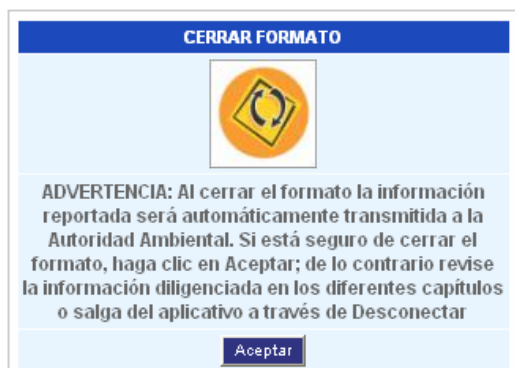 CERRAR FORMATO
ADVERTENCIA: Al cerrar el formato la información
reportada será automáticamente transmitida a la
Autoridad Ambiental. Si está seguro de cerrar el
formato, haga clic en Aceptar; de lo contrario revise
la información diligenciada en los diferentes capítulos
o salga del aplicativo a través de Desconectar
Aceptar